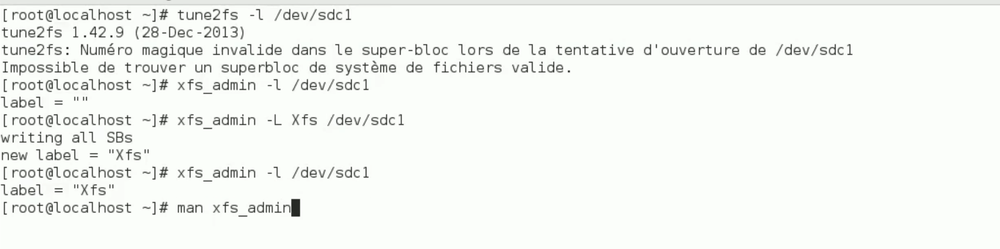 [root@localhost ~]# tune2fs -l /dev/sdc1
tune2fs 1.42.9 (28-Dec-2013)
tune2fs: Numéro magique invalide dans le super-bloc lors de la tentative d'ouverture de /dev/sdc1
Impossible de trouver un superbloc de système de fichiers valide.
[root@localhost ~]# xfs_admin -l /dev/sdc1
label = ""
[root@localhost ~]# xfs_admin -L Xfs /dev/sdc1
writing all SBs
new label = "Xfs"
[root@localhost ~]# xfs_admin -l /dev/sdc1
label = "Xfs"
[root@localhost ~]# man xfs_admin